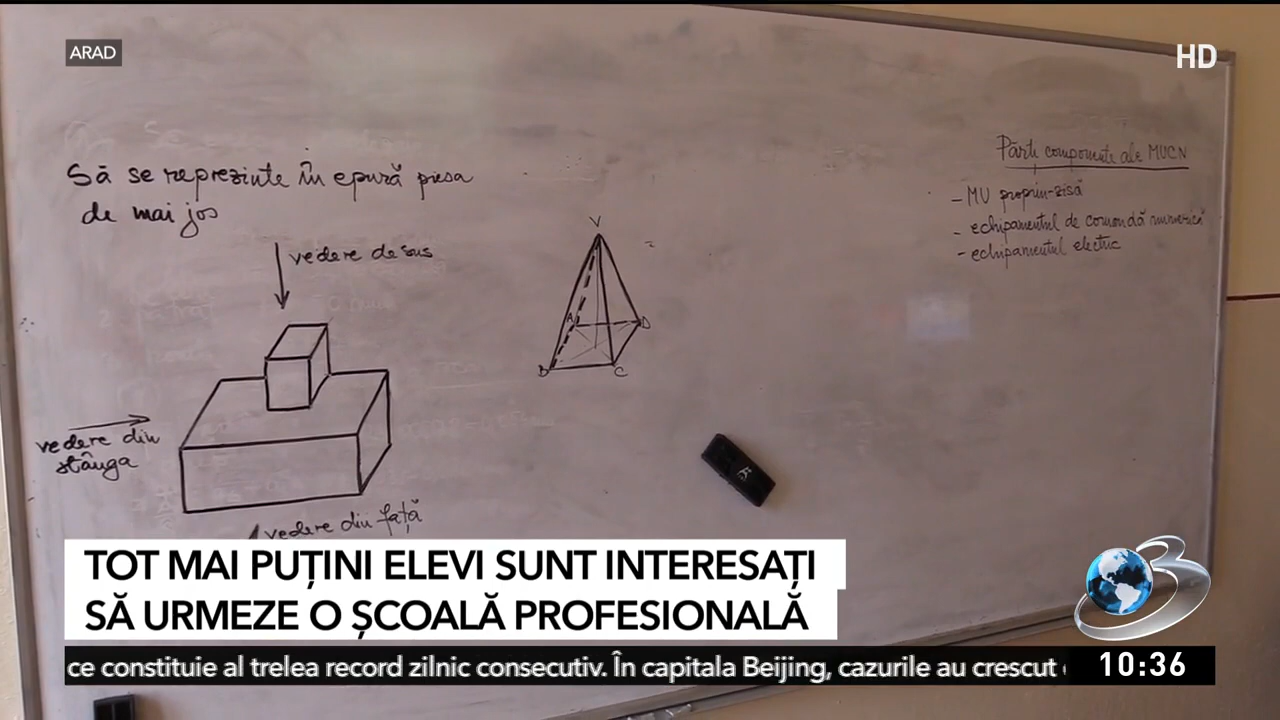 ARAD
HD
Să se reprezinte în epură piesa
de mai jos
vedere de sus
vedere din
stânga
vedere din față
V
A
D
B
C
Părți componente ale MUCN
- MU propriu-zisă
- echipamentul de comandă numerică
- echipamentul electric
3
TOT MAI PUȚINI ELEVI SUNT INTERESAȚI
SĂ URMEZE O ȘCOALĂ PROFESIONALĂ
ce constituie al trelea record zilnic consecutiv. În capitala Beijing, cazurile au crescut
10:36